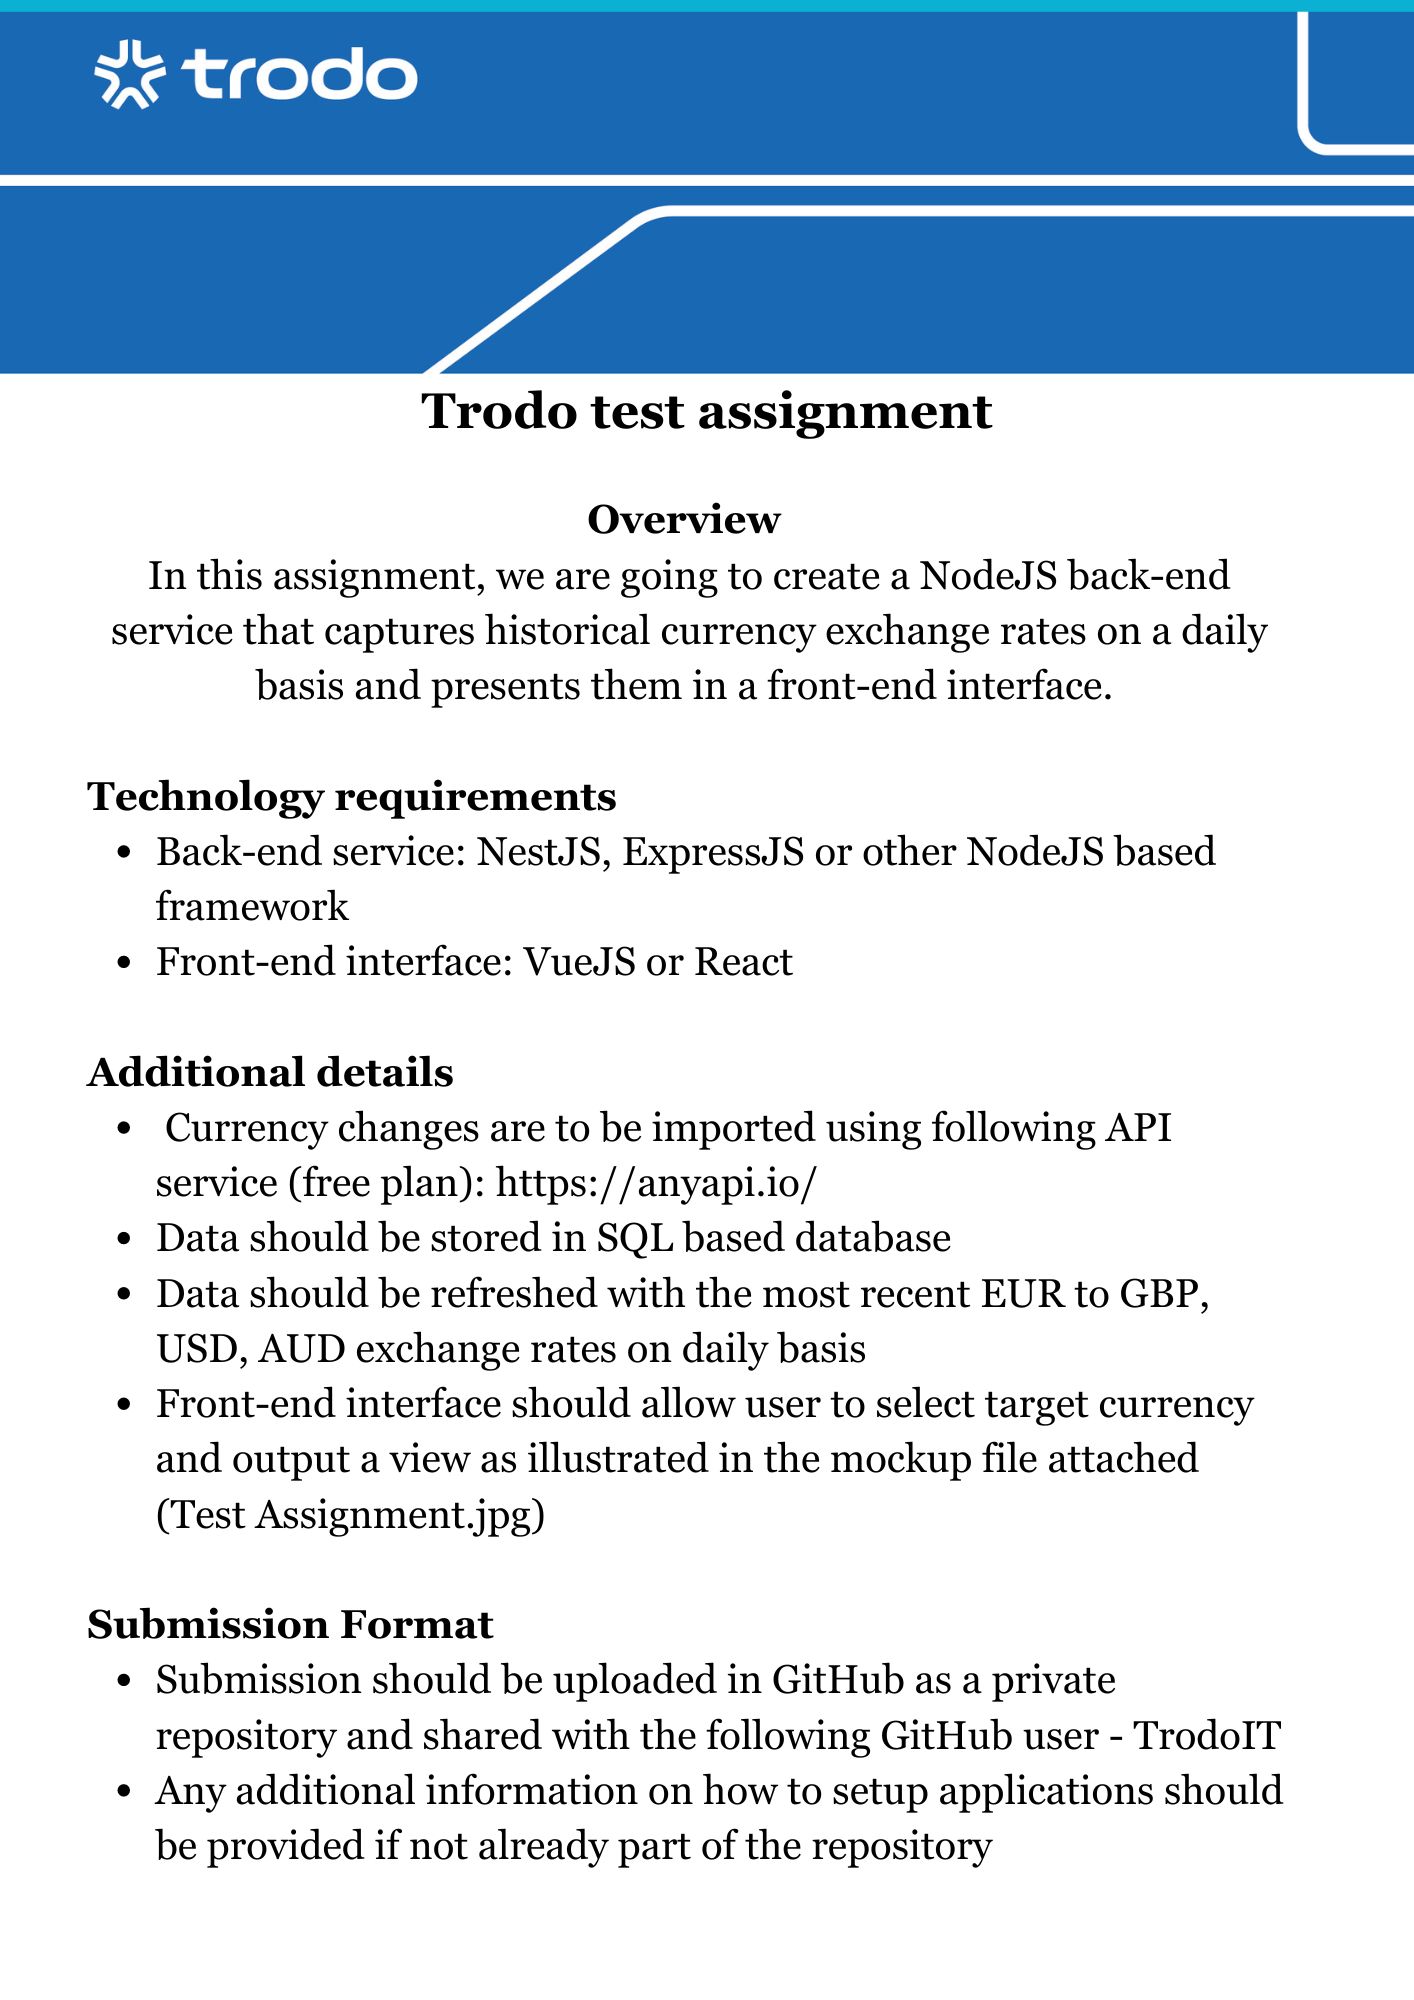 trodo
Trodo test assignment
Overview
In this assignment, we are going to create a NodeJS back-end
service that captures historical currency exchange rates on a daily
basis and presents them in a front-end interface.
Technology requirements
• Back-end service: NestJS, ExpressJS or other NodeJS based
framework
• Front-end interface: VueJS or React
Additional details
• Currency changes are to be imported using following API
service (free plan): https://anyapi.io/
• Data should be stored in SQL based database
• Data should be refreshed with the most recent EUR to GBP,
USD, AUD exchange rates on daily basis
• Front-end interface should allow user to select target currency
and output a view as illustrated in the mockup file attached
(Test Assignment.jpg)
Submission Format
• Submission should be uploaded in GitHub as a private
repository and shared with the following GitHub user - TrodoIT
• Any additional information on how to setup applications should
be provided if not already part of the repository